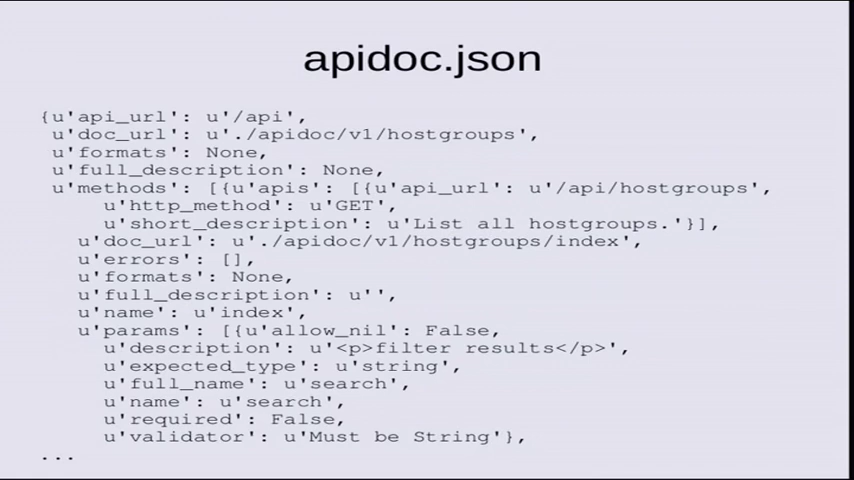 apidoc.json
{u'api_url': u'/api',
u'doc_url': u'./apidoc/v1/hostgroups',
u'formats': None,
u'full_description': None,
u'methods': [{u'apis': [{u'api_url': u'/api/hostgroups',
u'http_method': u'GET',
u'short_description': u'List all hostgroups.'}],
u'doc_url': u'./apidoc/v1/hostgroups/index',
u'errors': [],
u'formats': None,
u'full_description': u'',
u'name': u'index',
u'params': [{u'allow_nil': False,
u'description': u'<p>filter results</p>',
u'expected_type': u'string',
u'full_name': u'search',
u'name': u'search',
u'required': False,
u'validator': u'Must be String'},
...